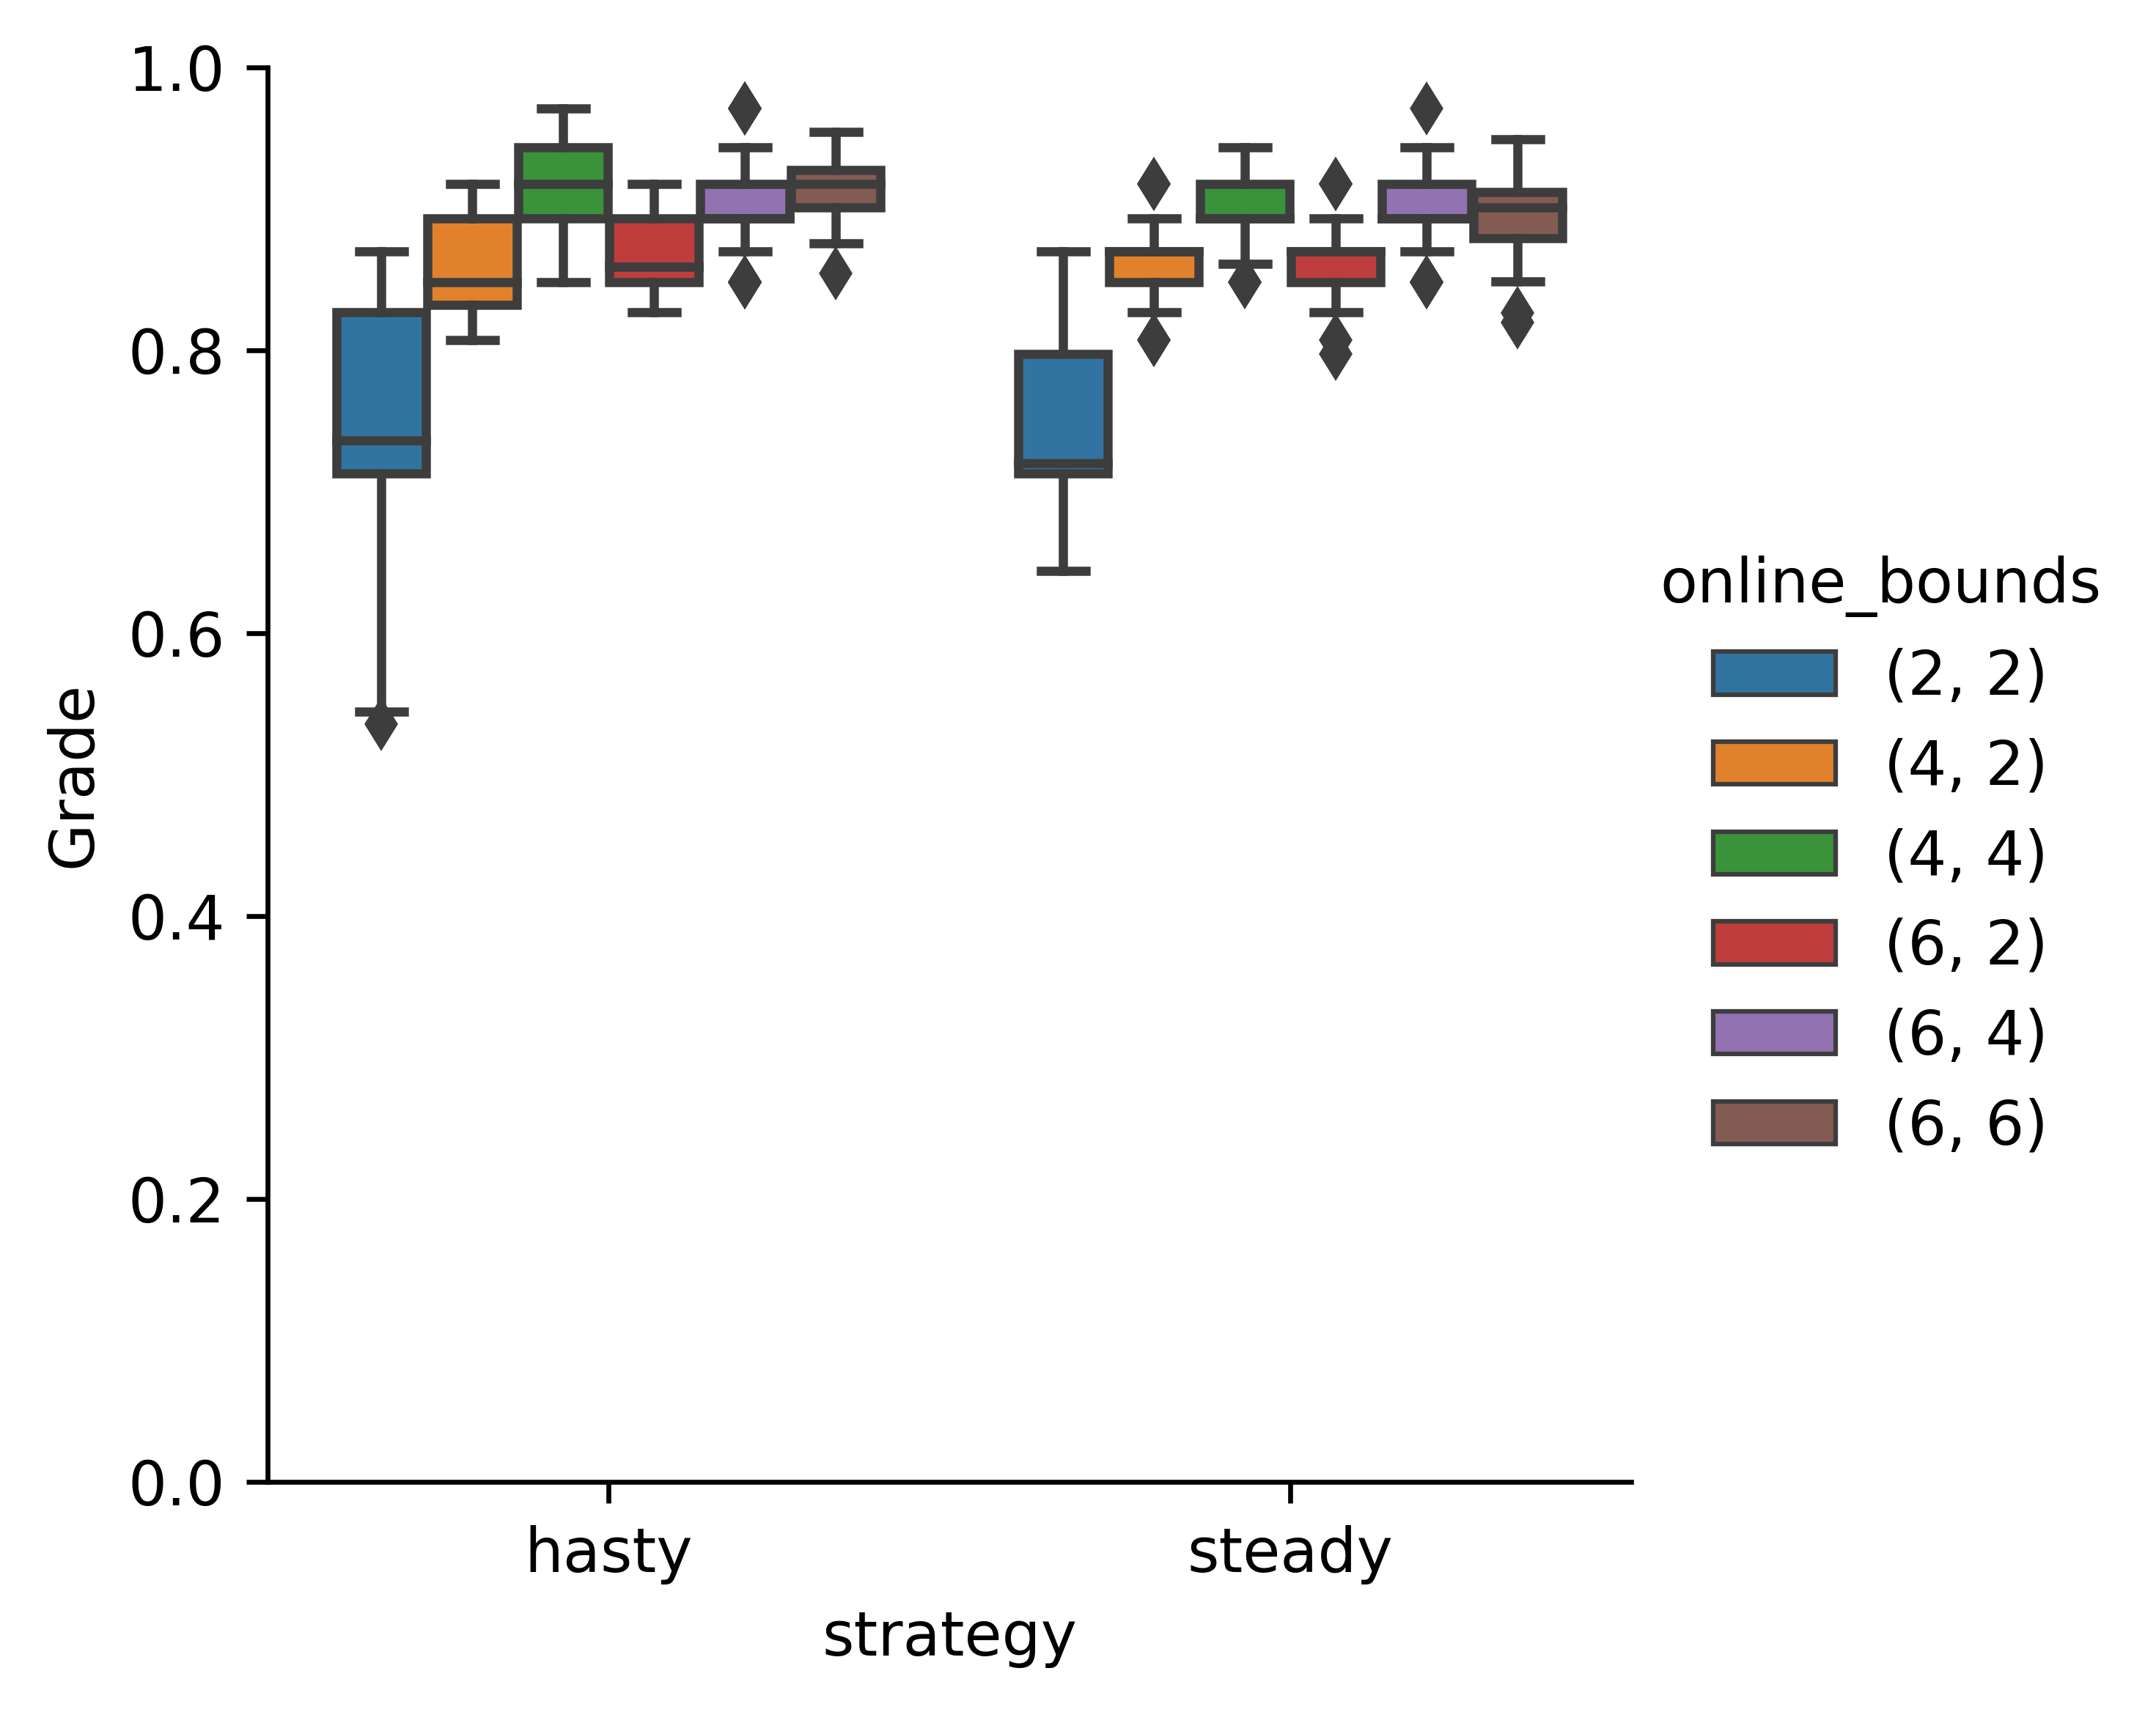 1.0
0.8
0.6
0.4
0.2
0.0
Grade
hasty
steady
strategy
online_bounds
(2, 2)
(4, 2)
(4, 4)
(6, 2)
(6, 4)
(6, 6)